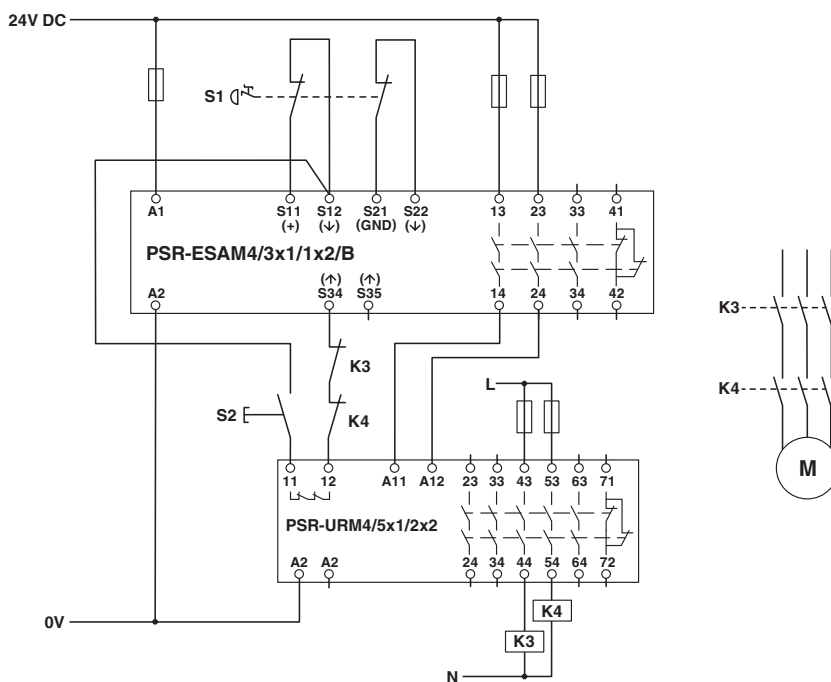 24V DC
S1
A1 S11 S12 S21 S22 13 23 33 41
(+) (↓) (GND) (↓)
PSR-ESAM4/3x1/1x2/B
(↑) (↑)
A2 S34 S35 14 24 34 42
K3
K3
L
K4
S2
K4
M
11 12 A11 A12 23 33 43 53 63 71
PSR-URM4/5x1/2x2
A2 A2 24 34 44 54 64 72
K4
0V
K3
N